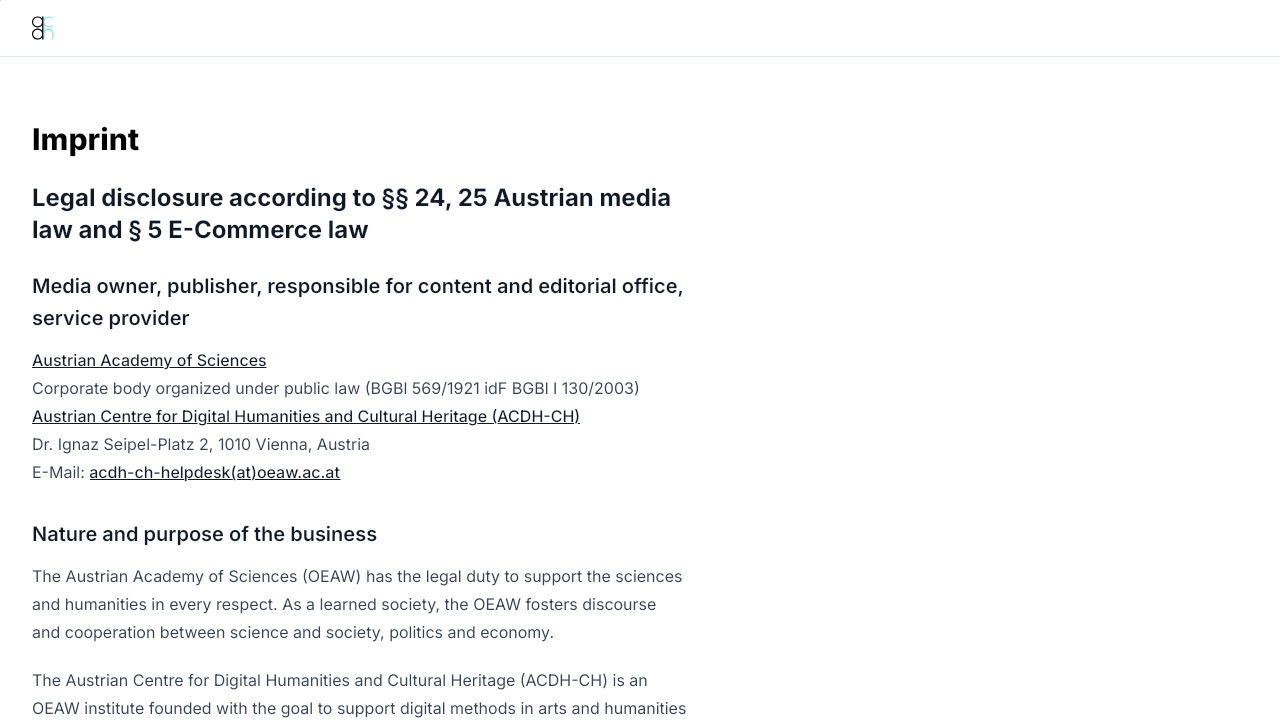 ac
dh
Imprint
Legal disclosure according to §§ 24, 25 Austrian media
law and § 5 E-Commerce law
Media owner, publisher, responsible for content and editorial office,
service provider
Austrian Academy of Sciences
Corporate body organized under public law (BGBl 569/1921 idF BGBl I 130/2003)
Austrian Centre for Digital Humanities and Cultural Heritage (ACDH-CH)
Dr. Ignaz Seipel-Platz 2, 1010 Vienna, Austria
E-Mail: acdh-ch-helpdesk(at)oeaw.ac.at
Nature and purpose of the business
The Austrian Academy of Sciences (OEAW) has the legal duty to support the sciences
and humanities in every respect. As a learned society, the OEAW fosters discourse
and cooperation between science and society, politics and economy.
The Austrian Centre for Digital Humanities and Cultural Heritage (ACDH-CH) is an
OEAW institute founded with the goal to support digital methods in arts and humanities